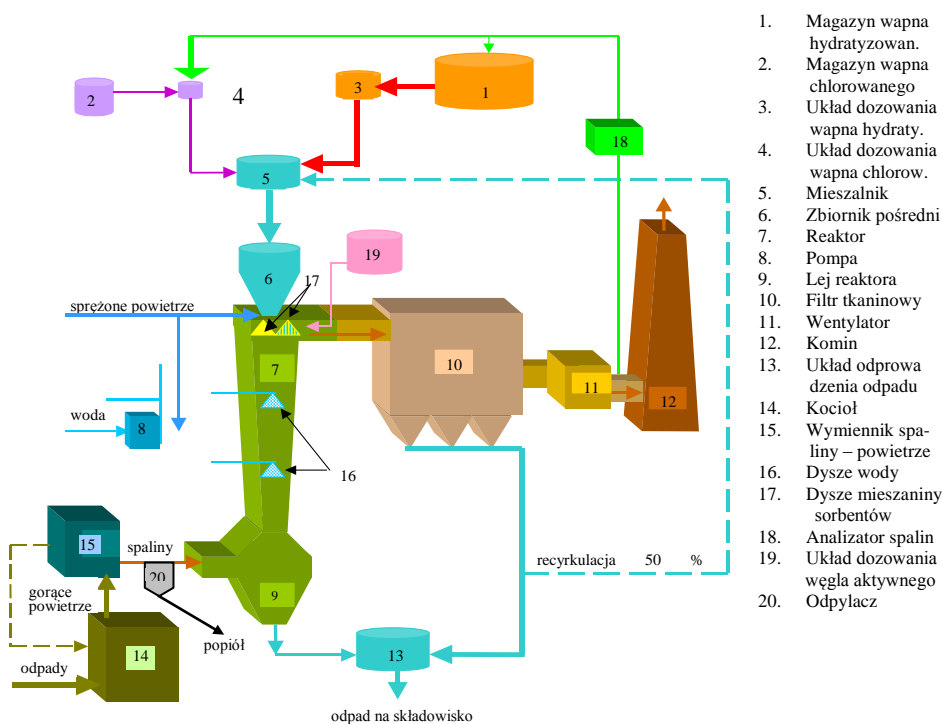 1. Magazyn wapna
hydratyzowan.
2. Magazyn wapna
chlorowanego
3. Układ dozowania
wapna hydraty.
4. Układ dozowania
wapna chlorow.
5. Mieszalnik
6. Zbiornik pośredni
7. Reaktor
8. Pompa
9. Lej reaktora
10. Filtr tkaninowy
11. Wentylator
12. Komin
13. Układ odprowa
dzenia odpadu
14. Kocioł
15. Wymiennik spa-
liny – powietrze
16. Dysze wody
17. Dysze mieszaniny
sorbentów
18. Analizator spalin
19. Układ dozowania
węgla aktywnego
20. Odpylacz
2
4
3
1
18
5
19
6
17
sprężone powietrze
7
10
11
12
woda
8
16
15
spaliny
20
recyrkulacja 50 %
gorące
powietrze
9
popiół
14
13
odpady
odpad na składowisko